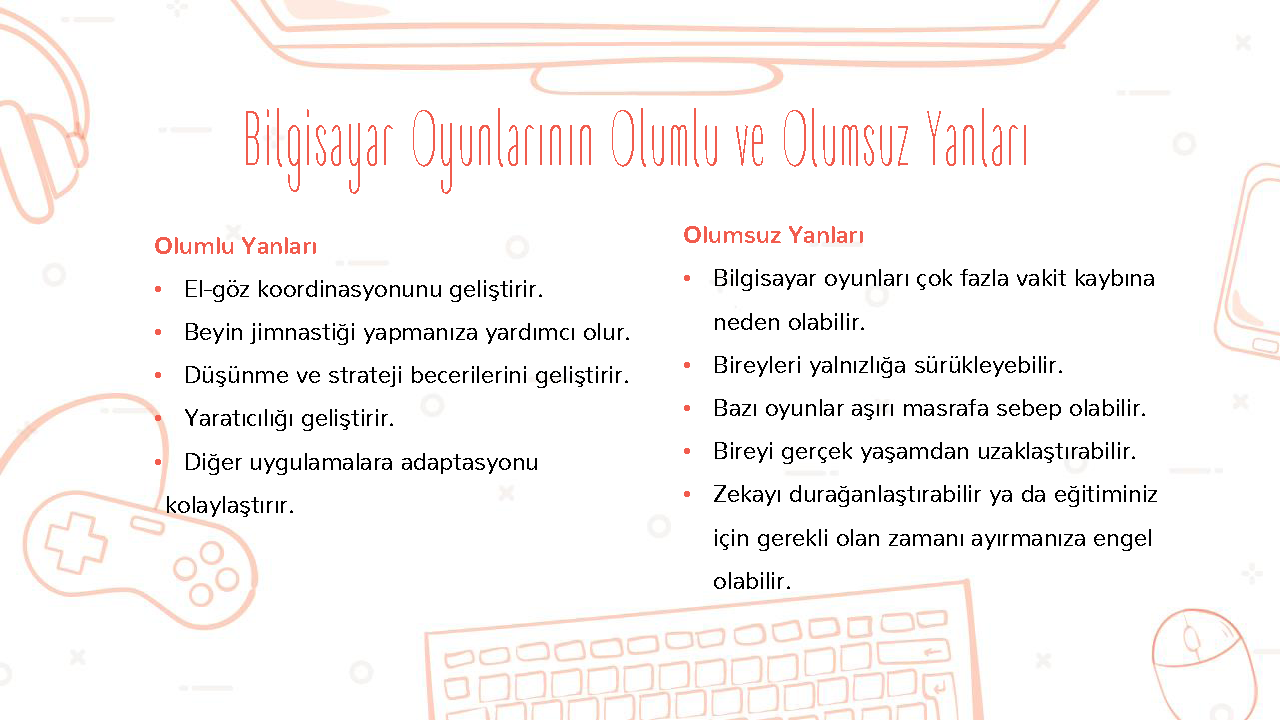 Bilgisayar Oyunlarının Olumlu ve Olumsuz Yanları
Olumlu Yanları
• El-göz koordinasyonunu geliştirir.
• Beyin jimnastiği yapmanıza yardımcı olur.
• Düşünme ve strateji becerilerini geliştirir.
• Yaratıcılığı geliştirir.
• Diğer uygulamalara adaptasyonu
kolaylaştırır.
Olumsuz Yanları
• Bilgisayar oyunları çok fazla vakit kaybına
neden olabilir.
• Bireyleri yalnızlığa sürükleyebilir.
• Bazı oyunlar aşırı masrafa sebep olabilir.
• Bireyi gerçek yaşamdan uzaklaştırabilir.
• Zekayı durağanlaştırabilir ya da eğitiminiz
için gerekli olan zamanı ayırmanıza engel
olabilir.